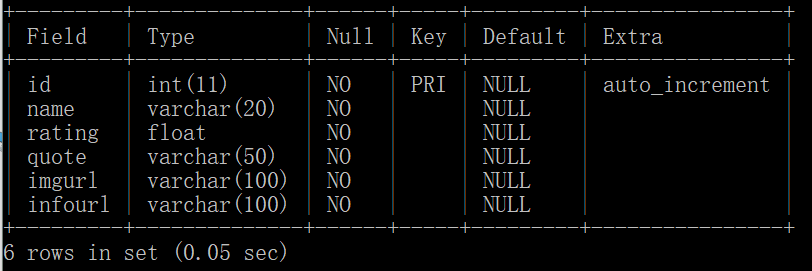 +---------+--------------+------+-----+---------+----------------+
| Field   | Type         | Null | Key | Default | Extra          |
+---------+--------------+------+-----+---------+----------------+
| id      | int(11)      | NO   | PRI | NULL    | auto_increment |
| name    | varchar(20)  | NO   |     | NULL    |                |
| rating  | float        | NO   |     | NULL    |                |
| quote   | varchar(50)  | NO   |     | NULL    |                |
| imgurl  | varchar(100) | NO   |     | NULL    |                |
| infourl | varchar(100) | NO   |     | NULL    |                |
+---------+--------------+------+-----+---------+----------------+
6 rows in set (0.05 sec)